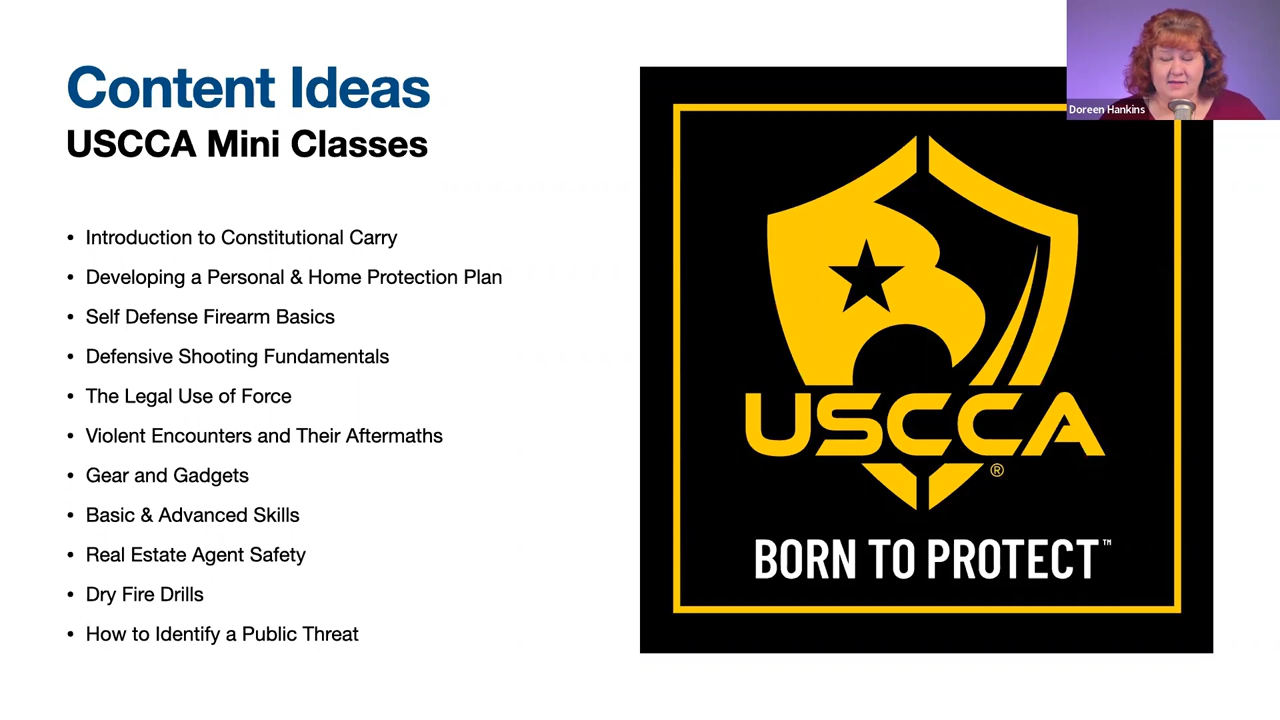 Content Ideas
USCCA Mini Classes
• Introduction to Constitutional Carry
• Developing a Personal & Home Protection Plan
• Self Defense Firearm Basics
• Defensive Shooting Fundamentals
• The Legal Use of Force
• Violent Encounters and Their Aftermaths
• Gear and Gadgets
• Basic & Advanced Skills
• Real Estate Agent Safety
• Dry Fire Drills
• How to Identify a Public Threat
Doreen Hankins
USCCA
®
BORN TO PROTECT™